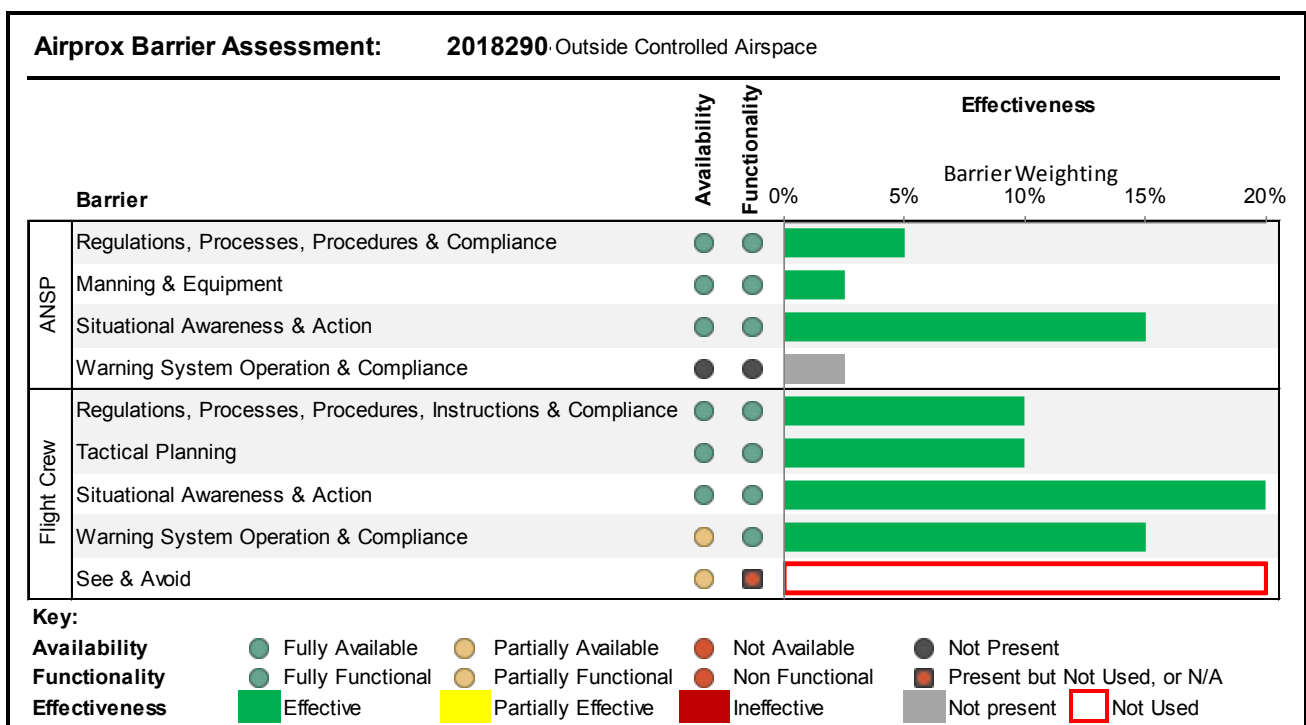 Airprox Barrier Assessment: 2018290 Outside Controlled Airspace
Availability
Functionality
Effectiveness
Barrier Weighting
Barrier
0% 5% 10% 15% 20%
ANSP
Regulations, Processes, Procedures & Compliance
Manning & Equipment
Situational Awareness & Action
Warning System Operation & Compliance
Flight Crew
Regulations, Processes, Procedures, Instructions & Compliance
Tactical Planning
Situational Awareness & Action
Warning System Operation & Compliance
See & Avoid
Key:
Availability Fully Available Partially Available Not Available Not Present
Functionality Fully Functional Partially Functional Non Functional Present but Not Used, or N/A
Effectiveness Effective Partially Effective Ineffective Not present Not Used